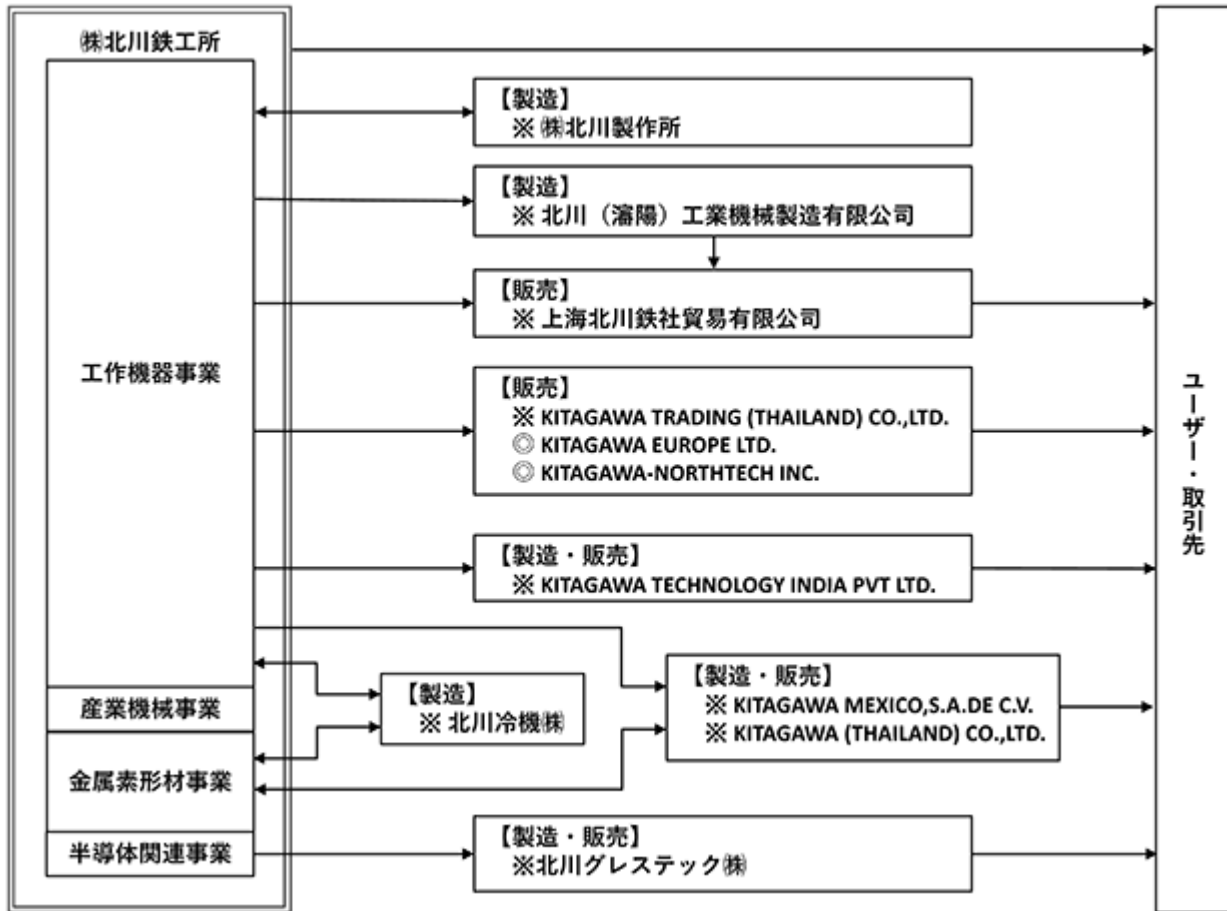 ㈱北川鉄工所
工作機器事業
産業機械事業
金属素形材事業
半導体関連事業
【製造】
※ ㈱北川製作所
【製造】
※ 北川（瀋陽）工業機械製造有限公司
【販売】
※ 上海北川鉄社貿易有限公司
【販売】
※ KITAGAWA TRADING (THAILAND) CO.,LTD.
◎ KITAGAWA EUROPE LTD.
◎ KITAGAWA-NORTHTECH INC.
【製造・販売】
※ KITAGAWA TECHNOLOGY INDIA PVT LTD.
【製造】
※ 北川冷機㈱
【製造・販売】
※ KITAGAWA MEXICO,S.A.DE C.V.
※ KITAGAWA (THAILAND) CO.,LTD.
【製造・販売】
※北川グレステック㈱
ユーザー・取引先